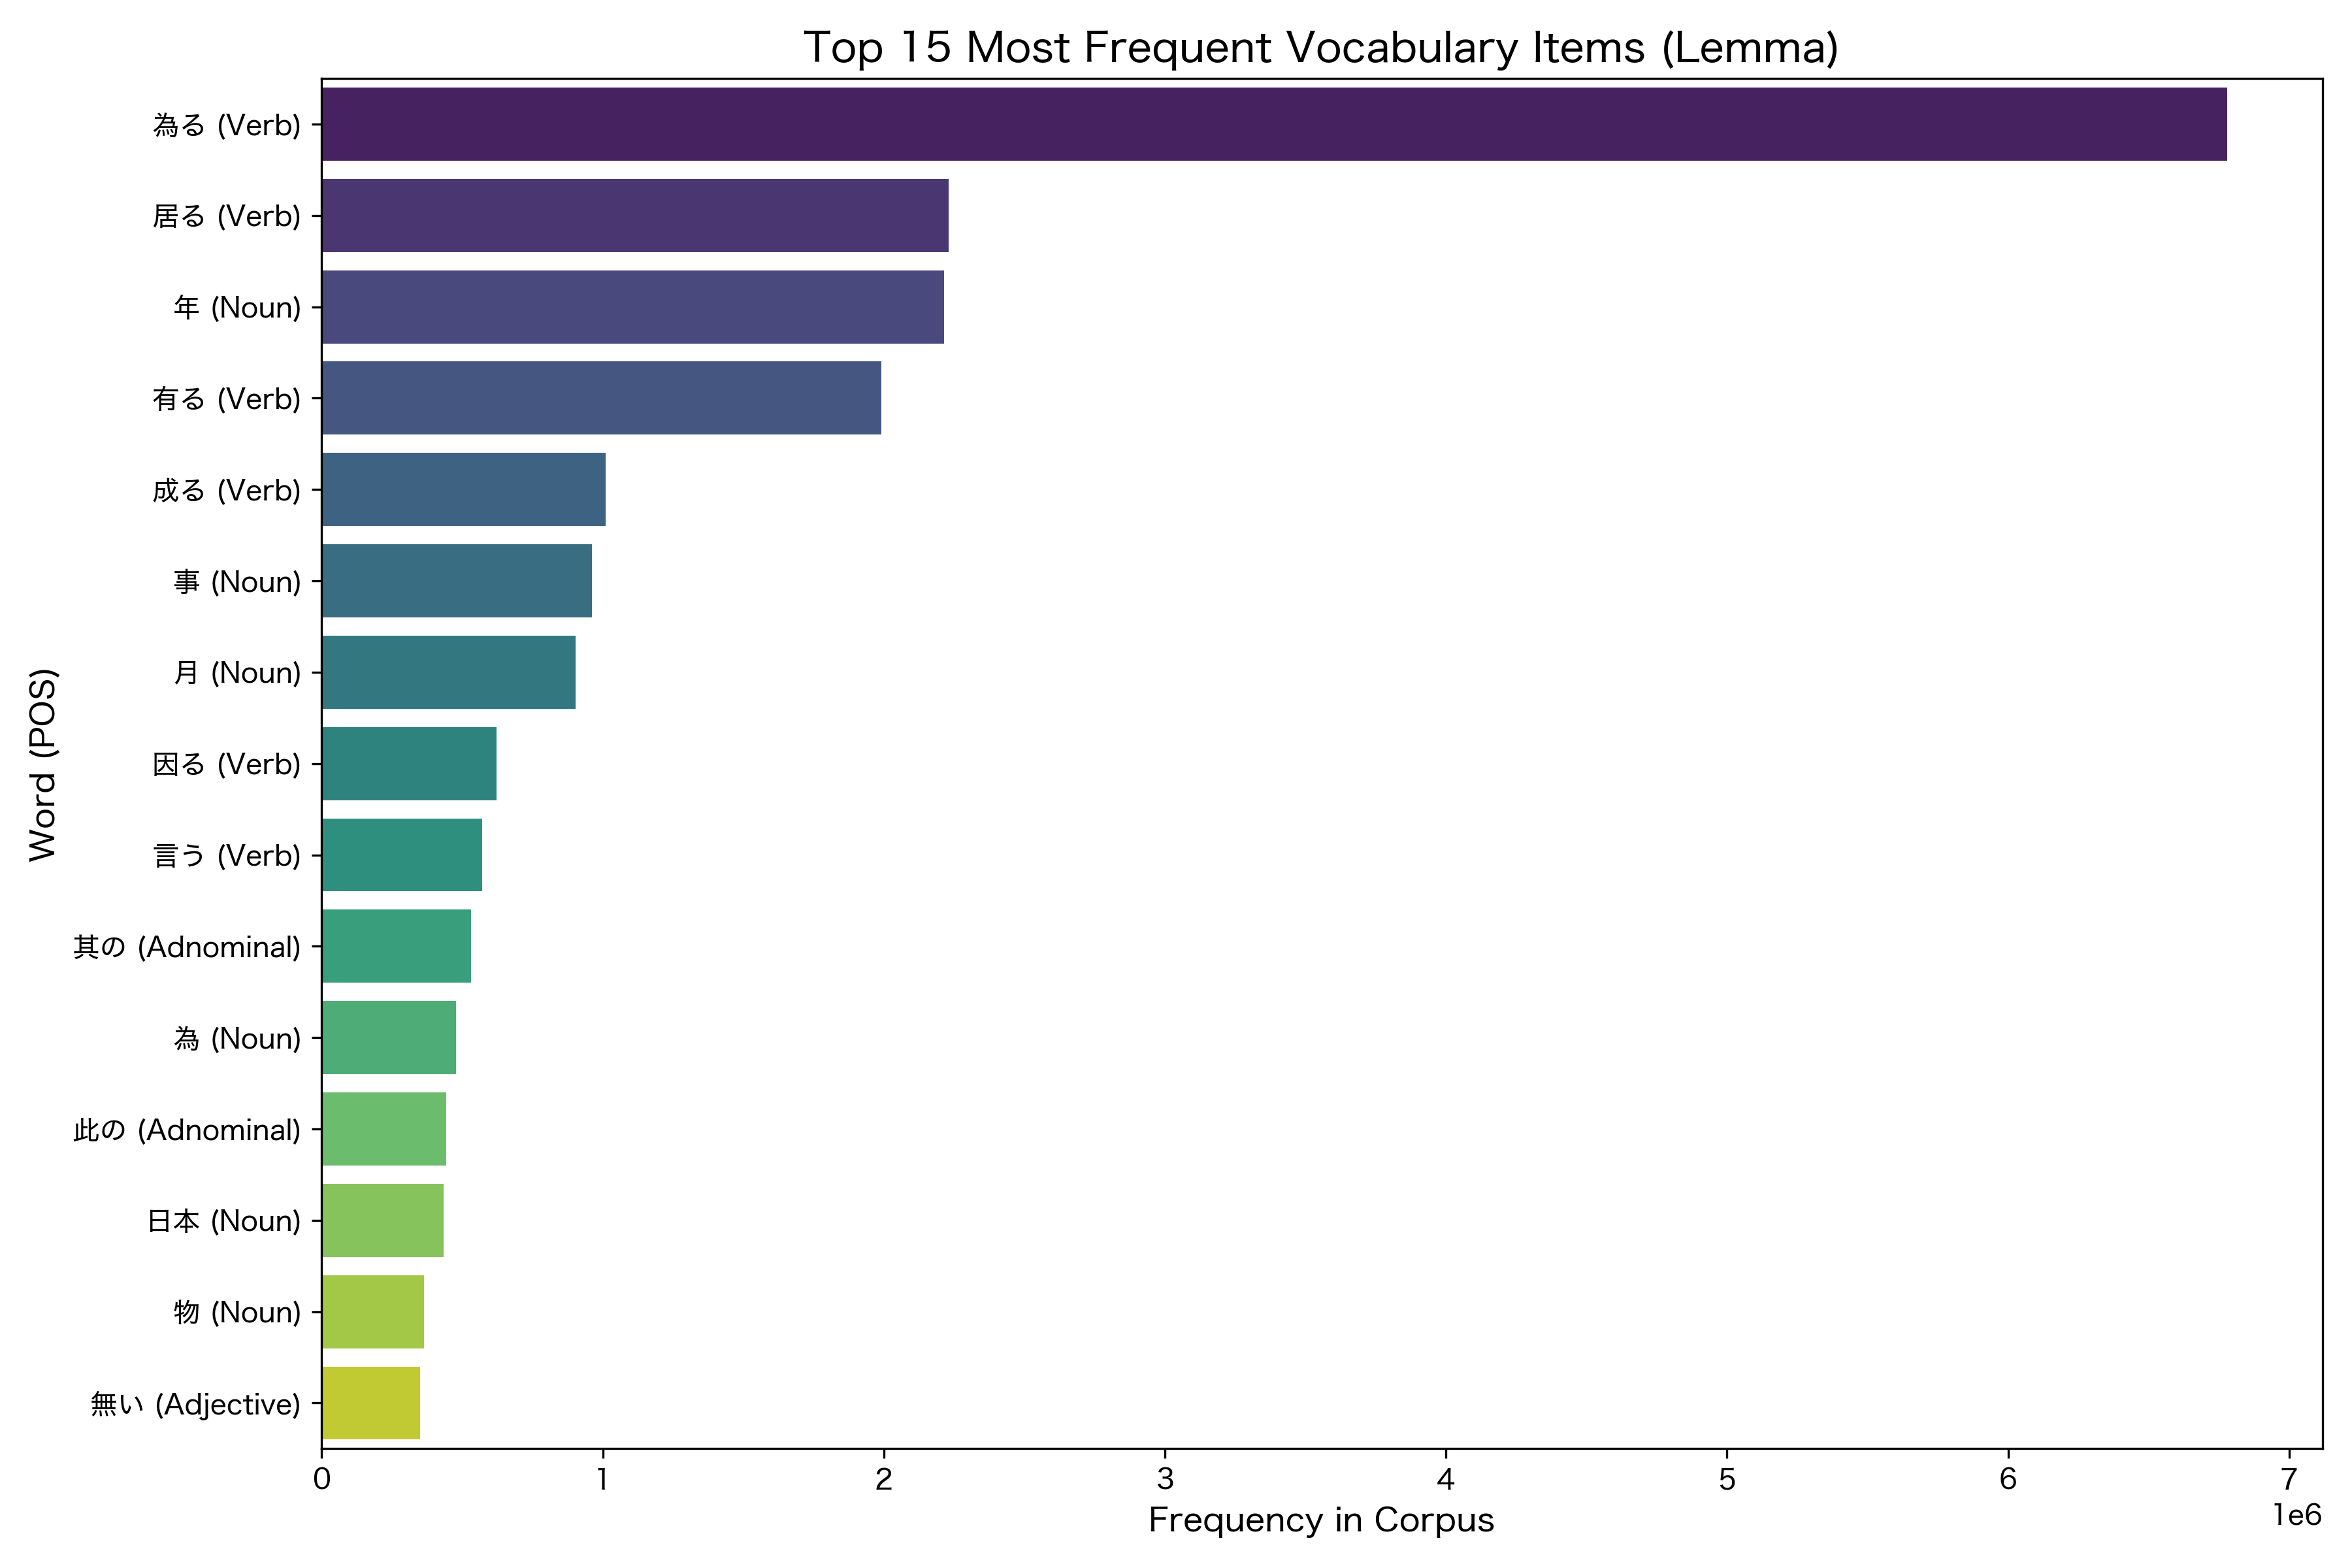 Top 15 Most Frequent Vocabulary Items (Lemma)
Word (POS)
為る (Verb)
居る (Verb)
年 (Noun)
有る (Verb)
成る (Verb)
事 (Noun)
月 (Noun)
因る (Verb)
言う (Verb)
其の (Adnominal)
為 (Noun)
此の (Adnominal)
日本 (Noun)
物 (Noun)
無い (Adjective)
0 1 2 3 4 5 6 7
1e6
Frequency in Corpus